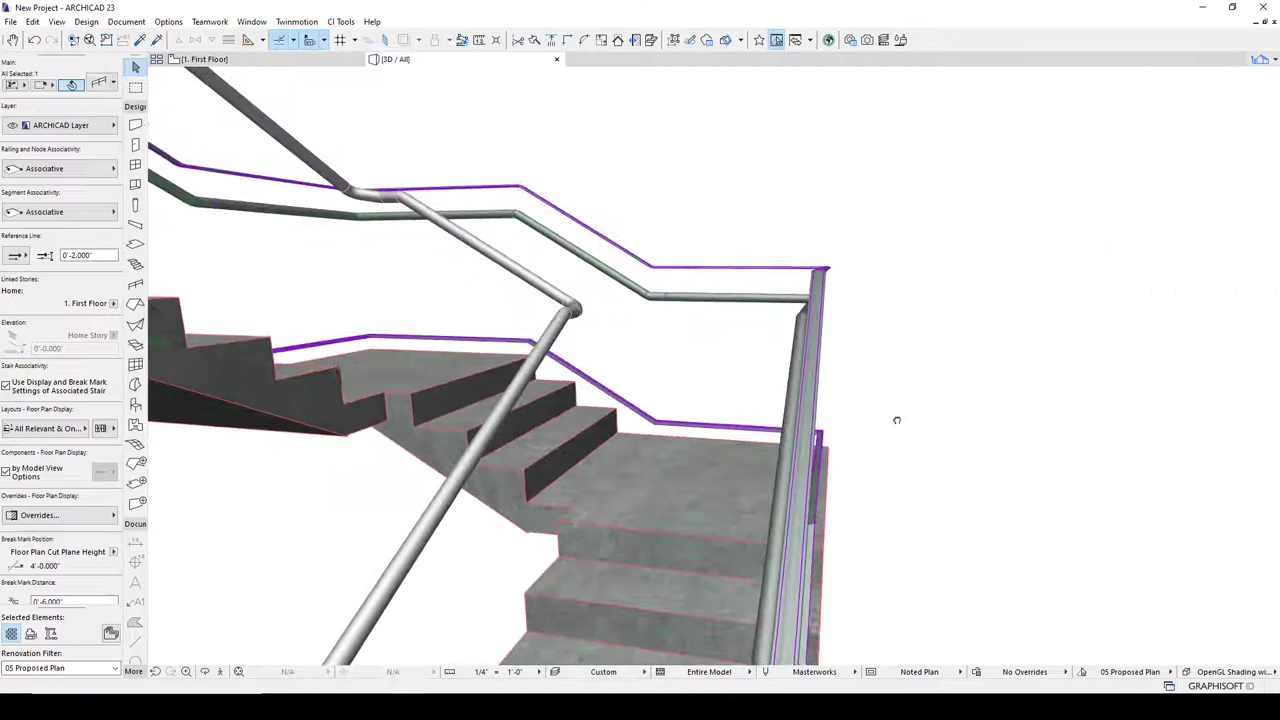 New Project - ARCHICAD 23
File Edit View Design Document Options Teamwork Window Twinmotion CI Tools Help
Main:
All Selected: 1
[1. First Floor]
[3D / All]
Design
Layer:
ARCHICAD Layer
Railing and Node Associativity:
Associative
Segment Associativity:
Associative
Reference Line:
0'-2.000"
Linked Stories:
Home:
1. First Floor
Elevation:
Home Story
0'-0.000"
Stair Associativity:
Use Display and Break Mark
Settings of Associated Stair
Layouts - Floor Plan Display:
All Relevant & On...
Components - Floor Plan Display:
by Model View
Options
Overrides - Floor Plan Display:
Overrides...
Docun
Break Mark Position:
Floor Plan Cut Plane Height
4'-0.000"
Break Mark Distance:
0'-6.000"
A
A1
Selected Elements:
Renovation Filter:
05 Proposed Plan
More
N/A
N/A
1/4" = 1'-0"
Custom
Entire Model
Masterworks
Noted Plan
No Overrides
05 Proposed Plan
OpenGL Shading wi...
GRAPHISOFT ID